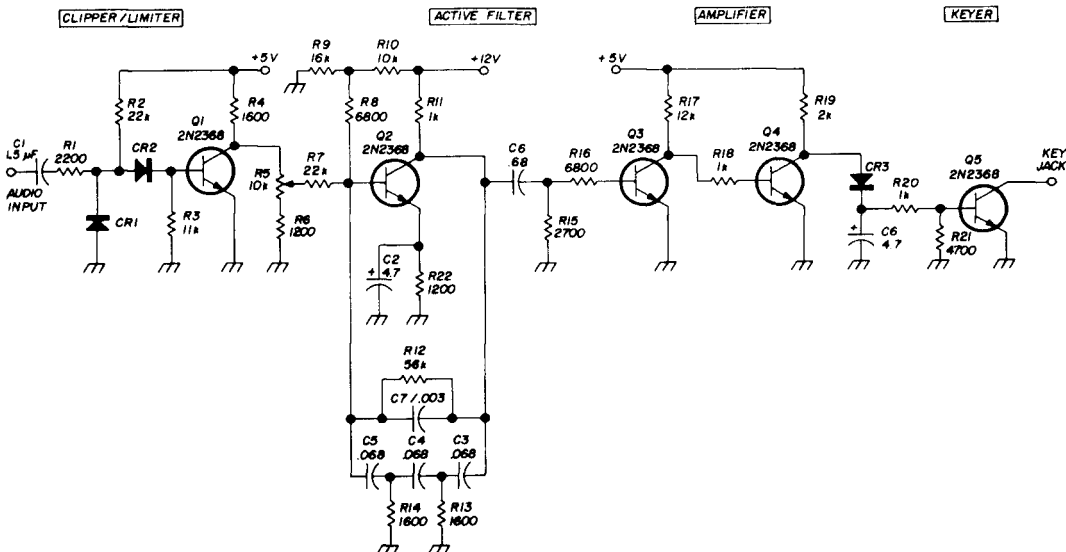 CLIPPER/LIMITER
ACTIVE FILTER
AMPLIFIER
KEYER
+5V
R2
22k
R4
1600
Q1
2N2368
C1
1.5 µF
R1
2200
CR2
AUDIO
INPUT
CR1
R3
11k
R5
10k
R6
1200
R7
22k
R9
16k
R10
10k
+12V
R8
6800
R11
1k
Q2
2N2368
C2
4.7
R22
1200
+
R12
56k
C7/.003
C5
.068
C4
.068
C3
.068
R14
1600
R13
1600
C6
.68
R16
6800
R15
2700
+5V
R17
12k
Q3
2N2368
R18
1k
Q4
2N2368
R19
2k
CR3
R20
1k
+
C6
4.7
R21
4700
Q5
2N2368
KEY
JACK